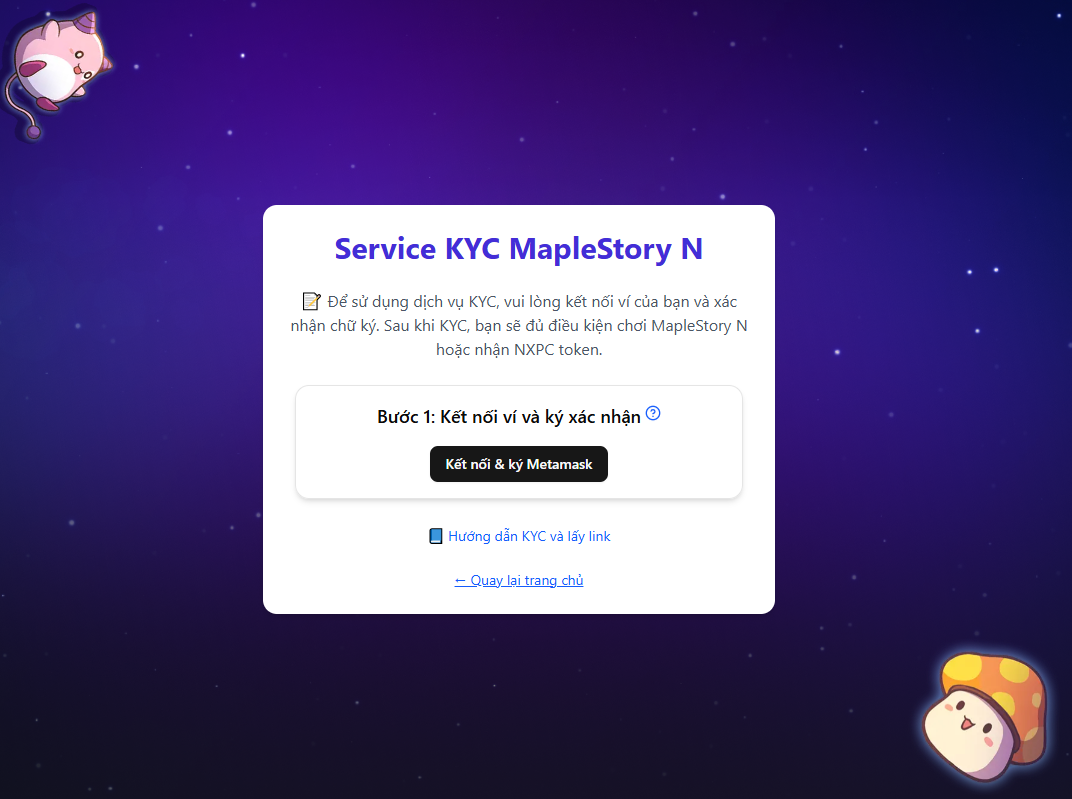 Service KYC MapleStory N
📝 Để sử dụng dịch vụ KYC, vui lòng kết nối ví của bạn và xác
nhận chữ ký. Sau khi KYC, bạn sẽ đủ điều kiện chơi MapleStory N
hoặc nhận NXPC token.
Bước 1: Kết nối ví và ký xác nhận ?
Kết nối & ký Metamask
📘 Hướng dẫn KYC và lấy link
← Quay lại trang chủ